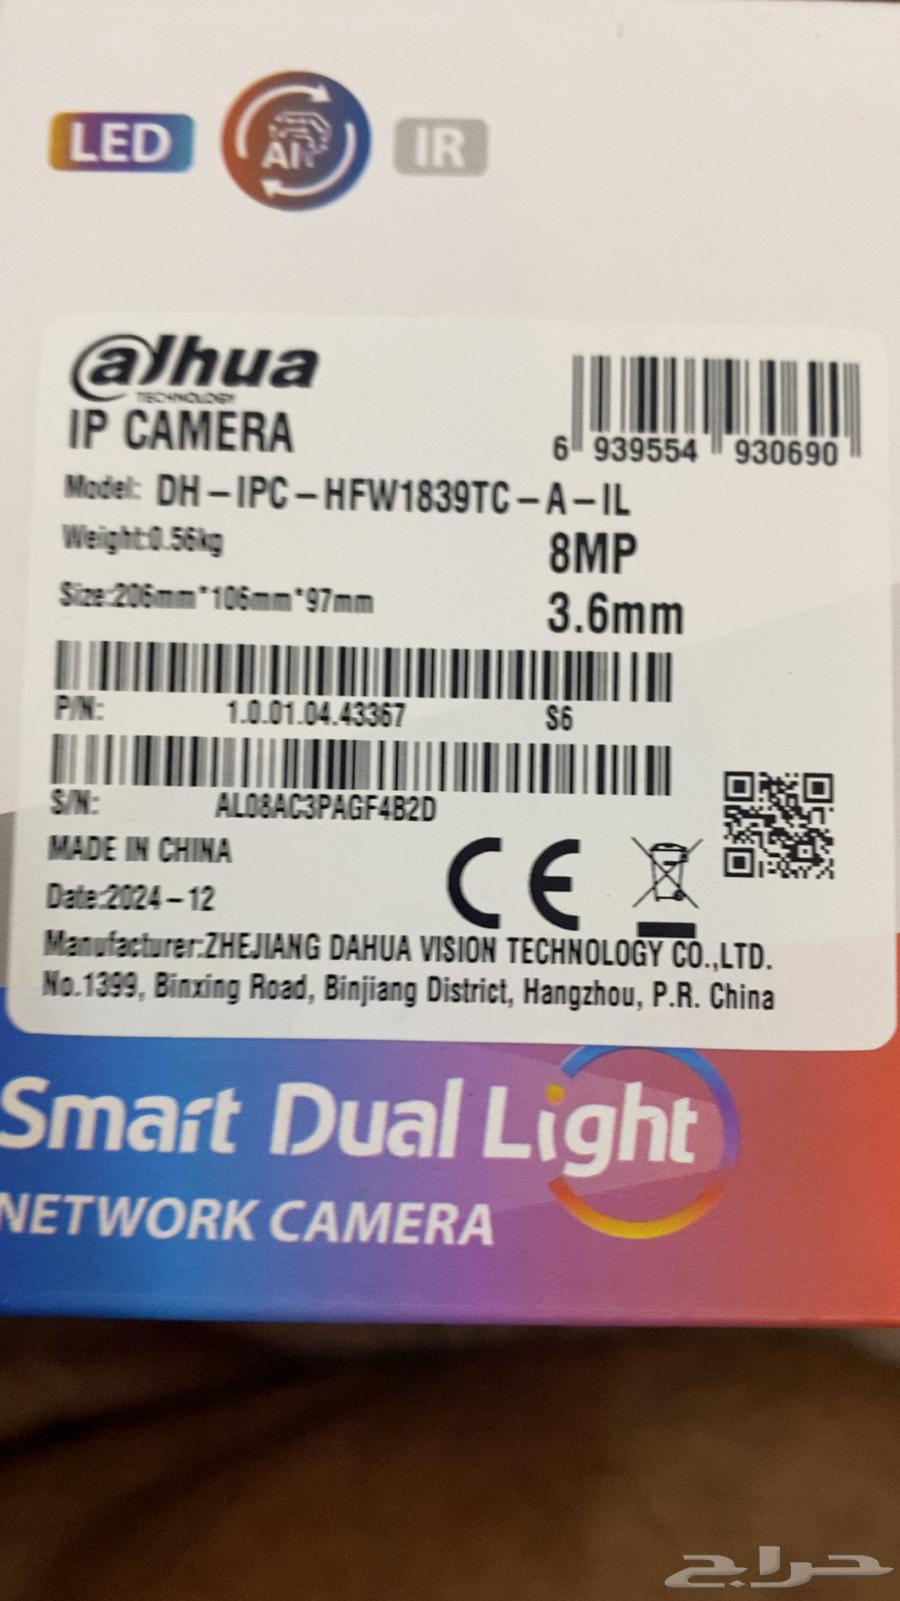 LED
AI
IR
alhua
TECHNOLOGY
IP CAMERA
6 939554 930690
Model: DH-IPC-HFW1839TC-A-IL
Weight:0.56kg
8MP
Size:206mm*106mm*97mm
3.6mm
P/N: 1.0.01.04.43367 S6
S/N: AL08AC3PAGF4B2D
MADE IN CHINA
CE
Date:2024-12
Manufacturer:ZHEJIANG DAHUA VISION TECHNOLOGY CO.,LTD.
No.1399, Binxing Road, Binjiang District, Hangzhou, P.R. China
Smart Dual Light
NETWORK CAMERA
حراج